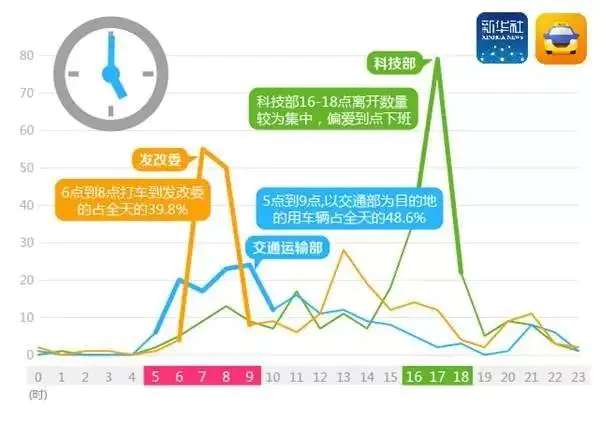 新华社
XINHUA NEWS
80
70
60
50
40
30
20
10
0
科技部
科技部16-18点离开数量
较为集中，偏爱到点下班
发改委
6点到8点打车到发改委
的占全天的39.8%
5点到9点,以交通部为目的地
的用车辆占全天的48.6%
交通运输部
0 1 2 3 4 5 6 7 8 9 10 11 12 13 14 15 16 17 18 19 20 21 22 23
(时)